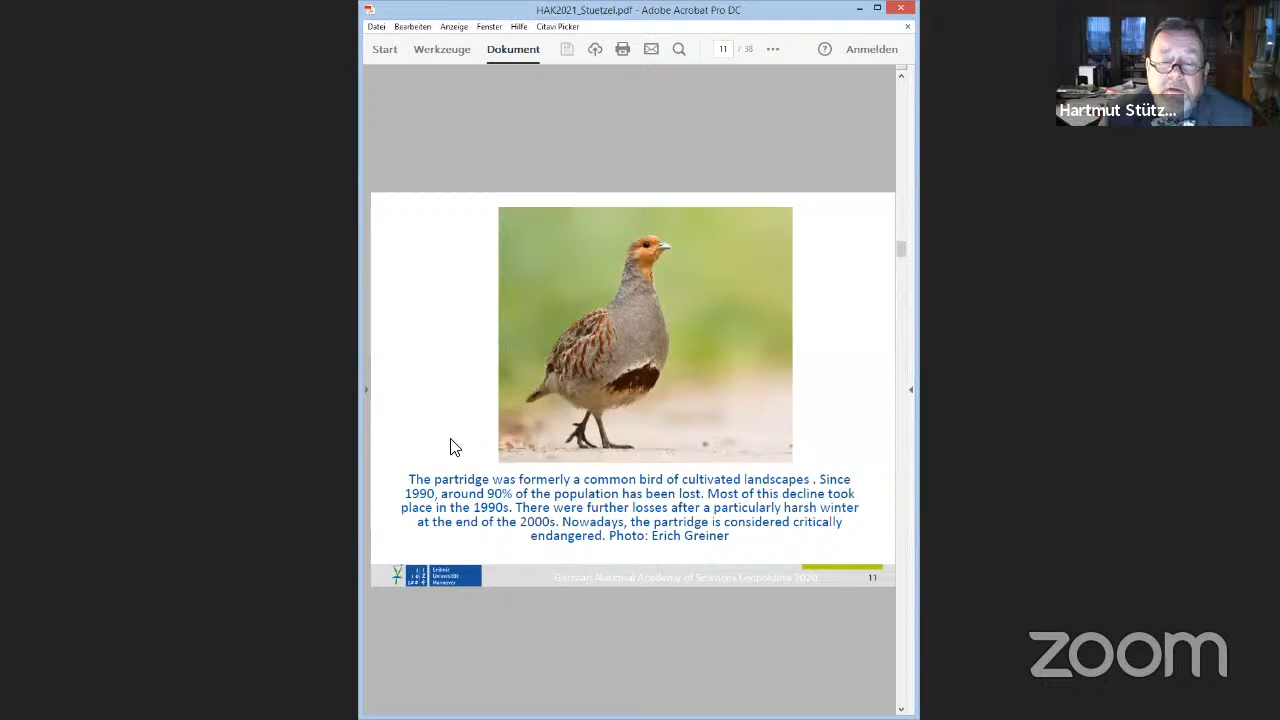 HAK2021_Stuetzel.pdf - Adobe Acrobat Pro DC
Datei Bearbeiten Anzeige Fenster Hilfe Citavi Picker
Start Werkzeuge Dokument 11 / 38 Anmelden
Hartmut Stütz...
The partridge was formerly a common bird of cultivated landscapes . Since
1990, around 90% of the population has been lost. Most of this decline took
place in the 1990s. There were further losses after a particularly harsh winter
at the end of the 2000s. Nowadays, the partridge is considered critically
endangered. Photo: Erich Greiner
Leibniz
Universität
Hannover
German National Academy of Sciences Leopoldina 2020
11
zoom